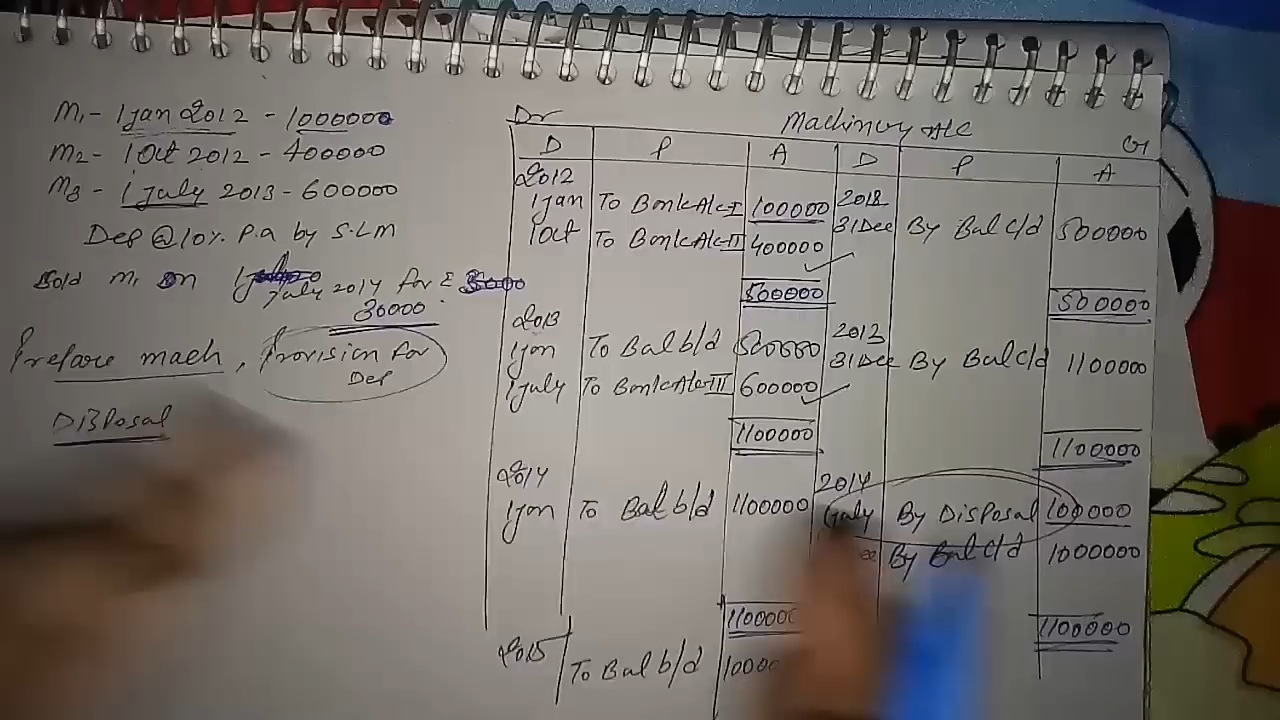 M1 - 1 Jan 2012 - 1000000
M2 - 1 Oct 2012 - 400000
M3 - 1 July 2013 - 600000
Dep @ 10% P.a by S.L.M
Sold M1 on 1 July 2014 for £
30000
Prepare mach, Provision for
Dep
Disposal
Dr Machinery A/c Cr
D P A D P A
2012
1 Jan To Bank A/c I 100000 2012
31 Dec By Bal c/d 500000
1 Oct To Bank A/c II 400000
500000 500000
2013
1 Jan To Bal b/d 500000 2013
31 Dec By Bal c/d 1100000
1 July To Bank A/c III 600000
1100000 1100000
2014
1 Jan To Bal b/d 1100000 2014
July By Disposal 100000
By Bal c/d 1000000
1100000 1100000
2015 To Bal b/d